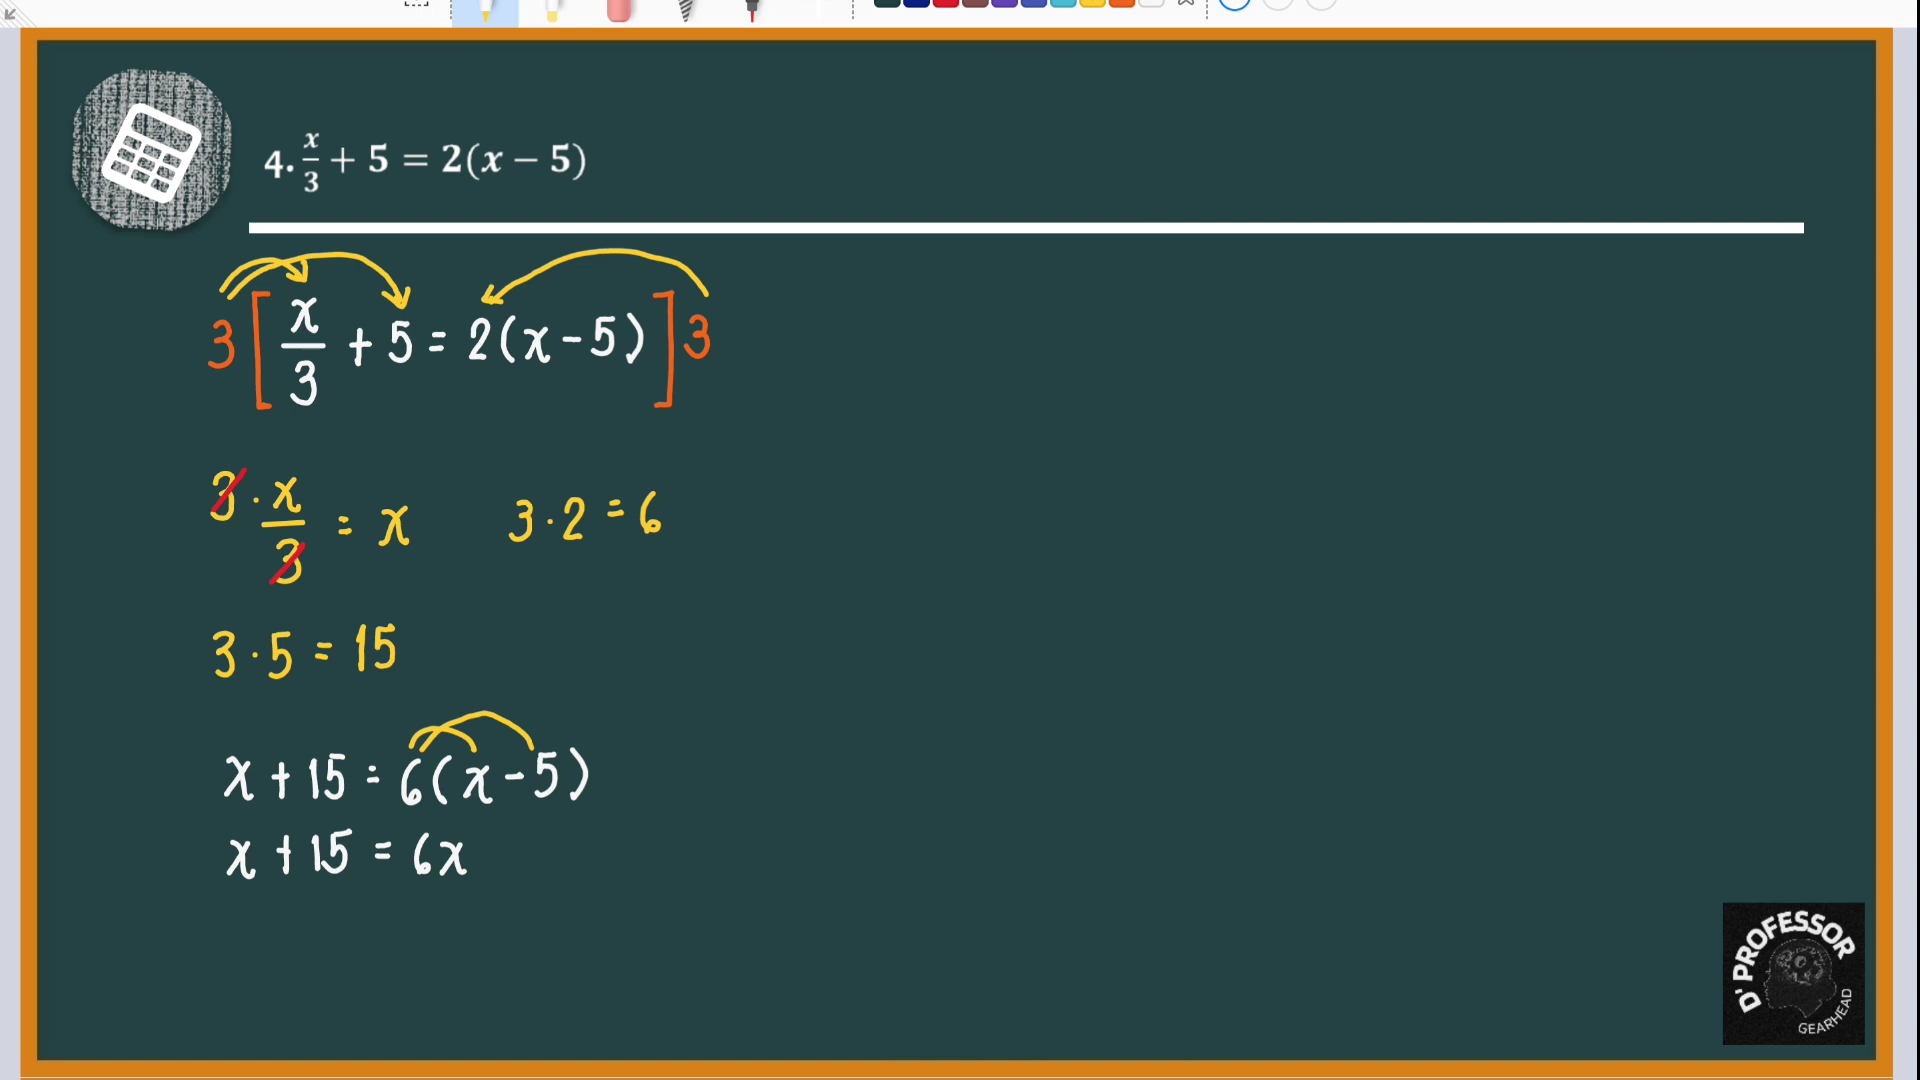 4. x/3 + 5 = 2(x − 5)
3 [ x/3 + 5 = 2(x − 5) ] 3
3 · x/3 = x
3 · 2 = 6
3 · 5 = 15
x + 15 = 6(x − 5)
x + 15 = 6x
D' PROFESSOR
GEARHEAD